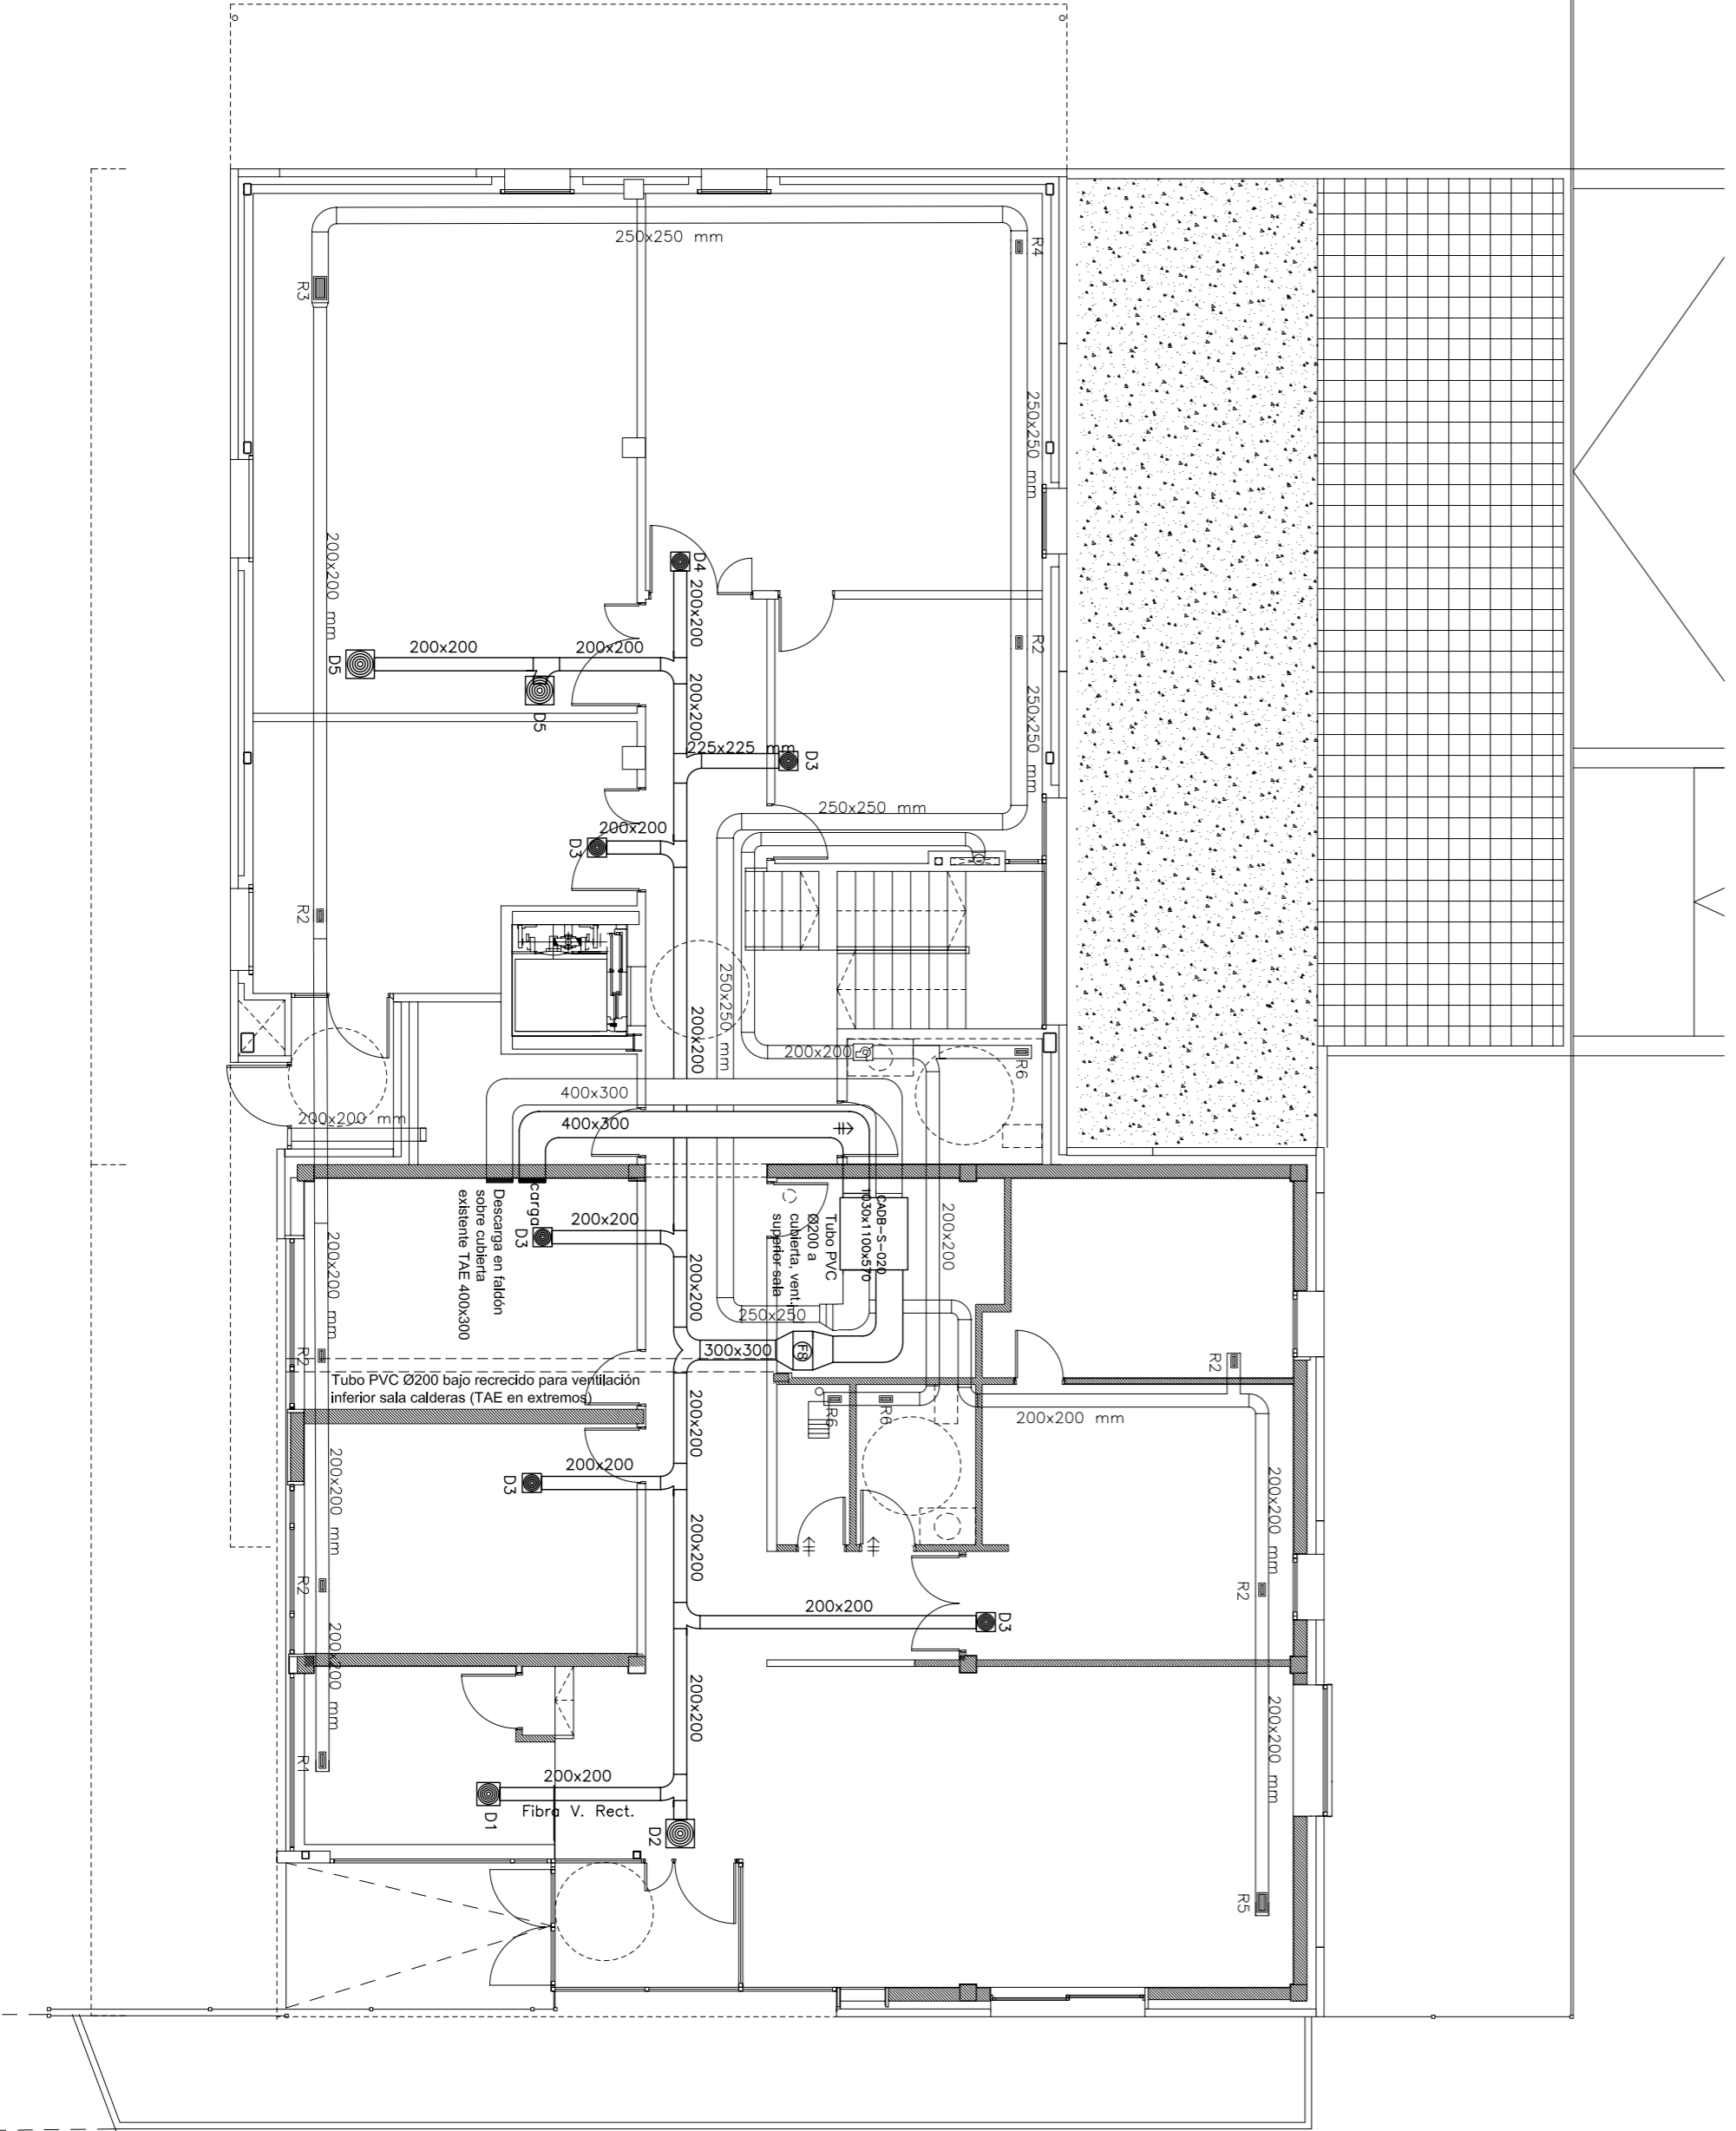 250x250 mm
R4
R3
250x250 mm
200x200 mm
D4
200x200
R2
200x200
200x200
D5
D5
200x200
250x250 mm
225x225 mm
D3
250x250 mm
200x200
D3
R2
250x250 mm
200x200
200x200
R6
400x300
200x200 mm
400x300
Descarga en faldón
sobre cubierta
existente TAE 400x300
carga
200x200
D3
Tubo PVC
Ø200 a
cubierta, vent.
superior sala
CADB-S-020
1030x1100x570
200x200
200x200 mm
200x200
250x250
300x300
F8
R2
R2
Tubo PVC Ø200 bajo recrecido para ventilación
inferior sala calderas (TAE en extremos)
R6
R6
200x200 mm
200x200
200x200 mm
200x200
D3
200x200 mm
200x200
R2
R2
200x200
D3
200x200 mm
200x200
200x200 mm
R1
200x200
D1
Fibra V. Rect.
D2
R5